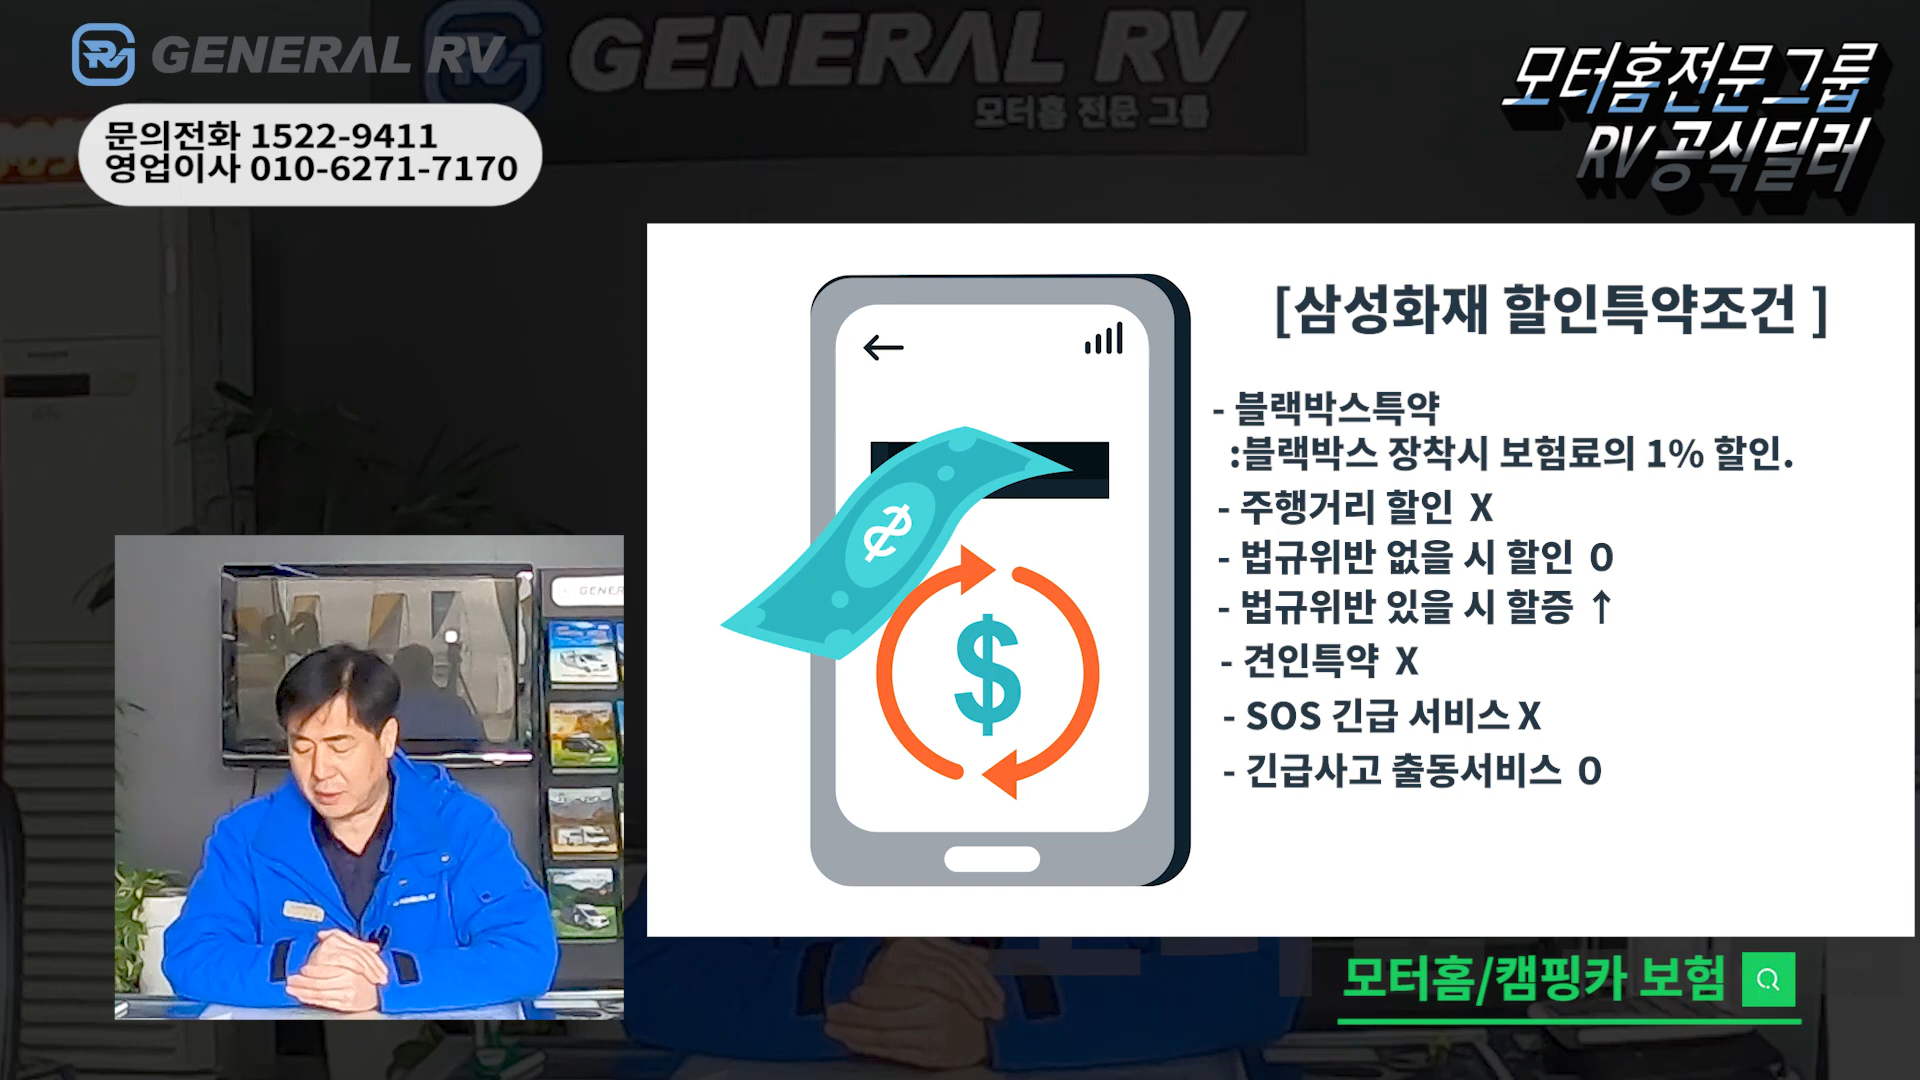 GENERAL RV
문의전화 1522-9411
영업이사 010-6271-7170
GENERAL RV
모터홈 전문 그룹
모터홈전문그룹
RV 공식딜러
[삼성화재 할인특약조건 ]
- 블랙박스특약
:블랙박스 장착시 보험료의 1% 할인.
- 주행거리 할인 X
- 법규위반 없을 시 할인 O
- 법규위반 있을 시 할증 ↑
- 견인특약 X
- SOS 긴급 서비스 X
- 긴급사고 출동서비스 O
$
$
GENER
GENERAL RV
모터홈/캠핑카 보험